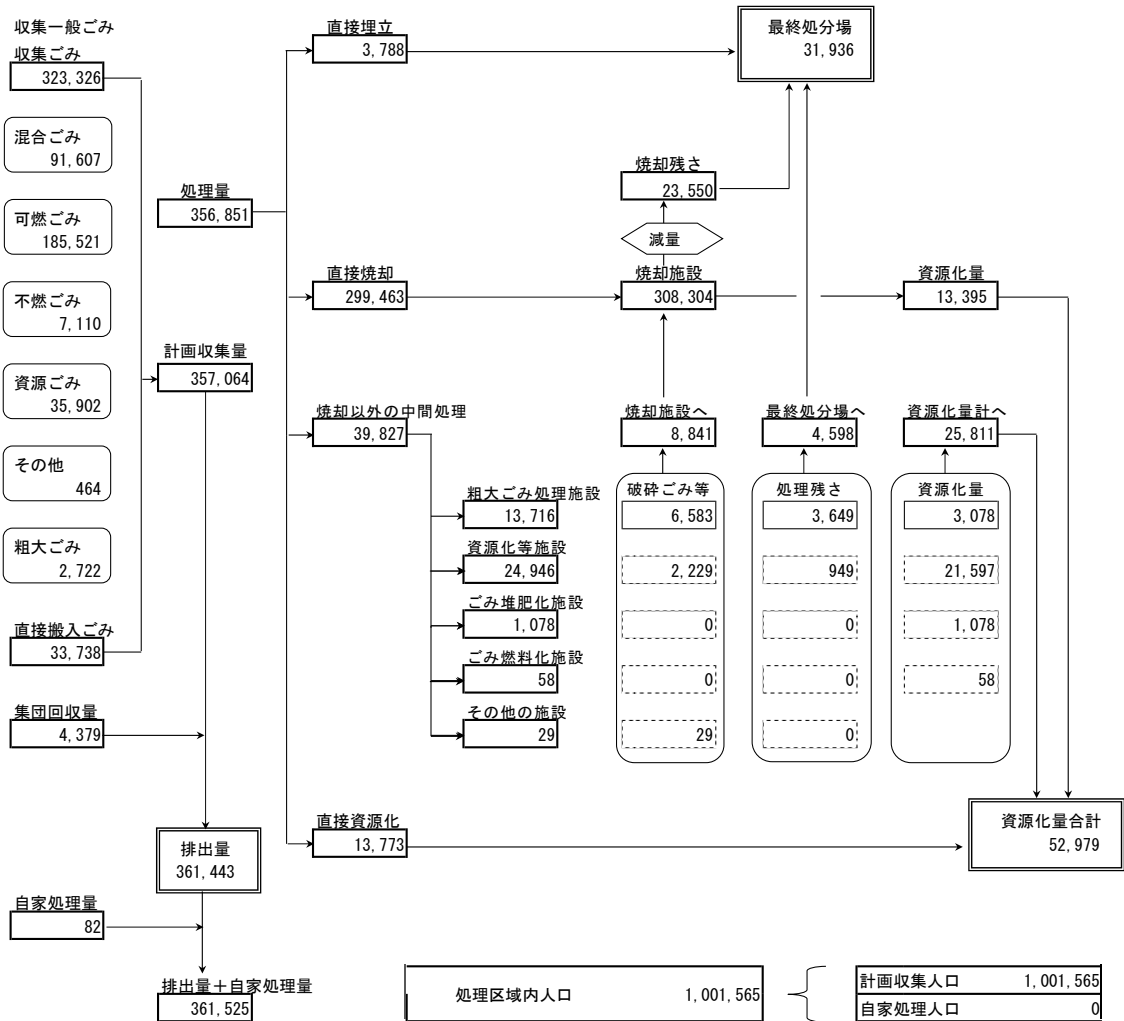 収集一般ごみ
収集ごみ
323,326
混合ごみ
91,607
可燃ごみ
185,521
不燃ごみ
7,110
資源ごみ
35,902
その他
464
粗大ごみ
2,722
直接搬入ごみ
33,738
集団回収量
4,379
自家処理量
82
処理量
356,851
計画収集量
357,064
排出量
361,443
排出量＋自家処理量
361,525
直接埋立
3,788
直接焼却
299,463
焼却以外の中間処理
39,827
粗大ごみ処理施設
13,716
資源化等施設
24,946
ごみ堆肥化施設
1,078
ごみ燃料化施設
58
その他の施設
29
直接資源化
13,773
最終処分場
31,936
焼却残さ
23,550
減量
焼却施設
308,304
資源化量
13,395
焼却施設へ
8,841
最終処分場へ
4,598
資源化量計へ
25,811
破砕ごみ等
6,583
2,229
0
0
29
処理残さ
3,649
949
0
0
0
資源化量
3,078
21,597
1,078
58
資源化量合計
52,979
処理区域内人口 1,001,565
計画収集人口 1,001,565
自家処理人口 0